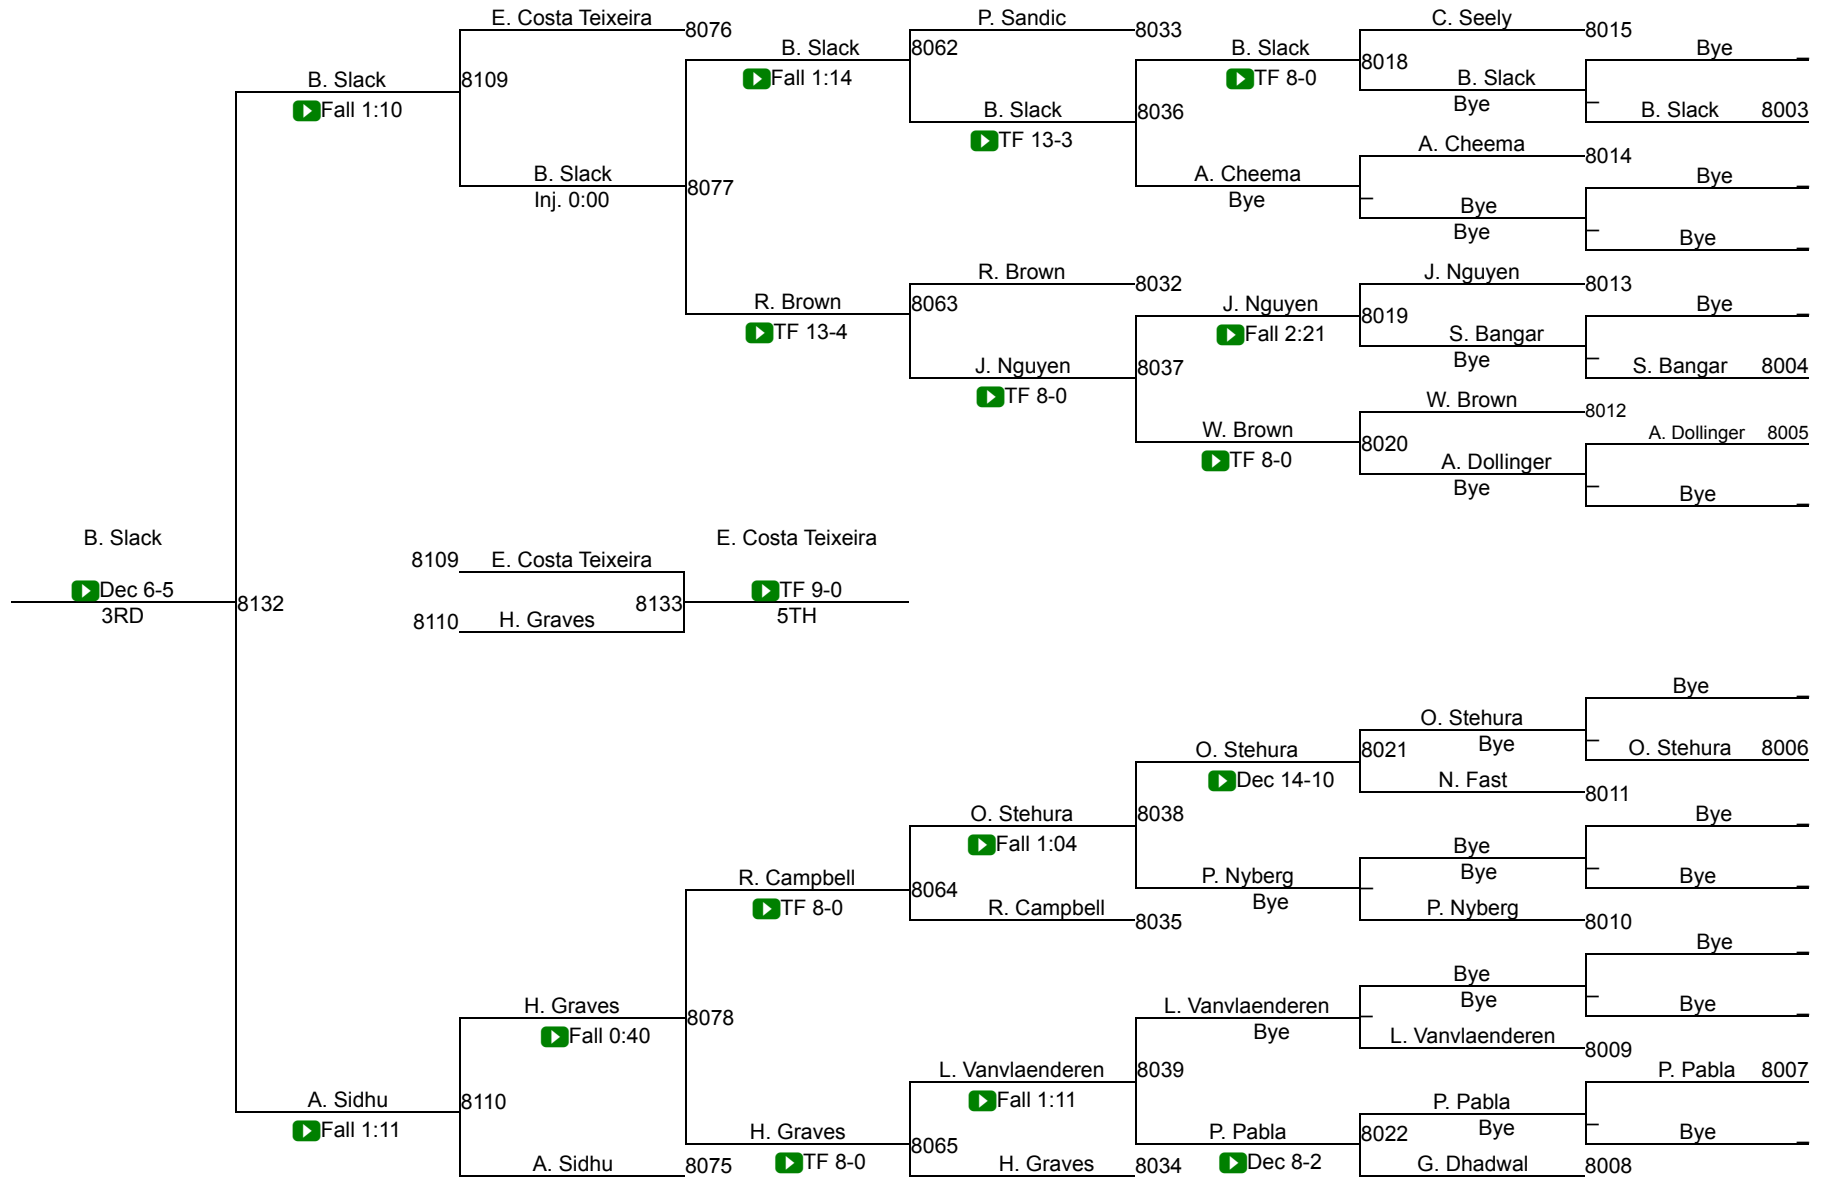 E. Costa Teixeira
8076
P. Sandic
8033
C. Seely
8015
B. Slack
8062
B. Slack
8018
Bye
B. Slack
8109
Fall 1:14
TF 8-0
B. Slack
Bye
Fall 1:10
B. Slack
8036
B. Slack 8003
TF 13-3
A. Cheema
8014
B. Slack
8077
A. Cheema
Bye
Inj. 0:00
Bye
Bye
Bye
Bye
R. Brown
8032
J. Nguyen
8013
R. Brown
8063
J. Nguyen
8019
Bye
TF 13-4
Fall 2:21
S. Bangar
Bye
J. Nguyen
8037
S. Bangar 8004
TF 8-0
W. Brown
8012
W. Brown
8020
A. Dollinger 8005
TF 8-0
A. Dollinger
Bye
Bye
B. Slack
Dec 6-5
3RD
8132
8109 E. Costa Teixeira
8110 H. Graves
8133
E. Costa Teixeira
TF 9-0
5TH
Bye
O. Stehura
Bye
O. Stehura
8021
O. Stehura 8006
Dec 14-10
N. Fast
8011
O. Stehura
8038
Bye
Fall 1:04
Bye
Bye
R. Campbell
8064
P. Nyberg
Bye
Bye
TF 8-0
R. Campbell
8035
P. Nyberg
8010
Bye
Bye
Bye
H. Graves
8078
L. Vanvlaenderen
Bye
Bye
Fall 0:40
L. Vanvlaenderen
8009
L. Vanvlaenderen
8039
P. Pabla 8007
A. Sidhu
8110
Fall 1:11
P. Pabla
Bye
Fall 1:11
H. Graves
8065
P. Pabla
8022
Bye
TF 8-0
Dec 8-2
A. Sidhu
8075
H. Graves
8034
G. Dhadwal
8008